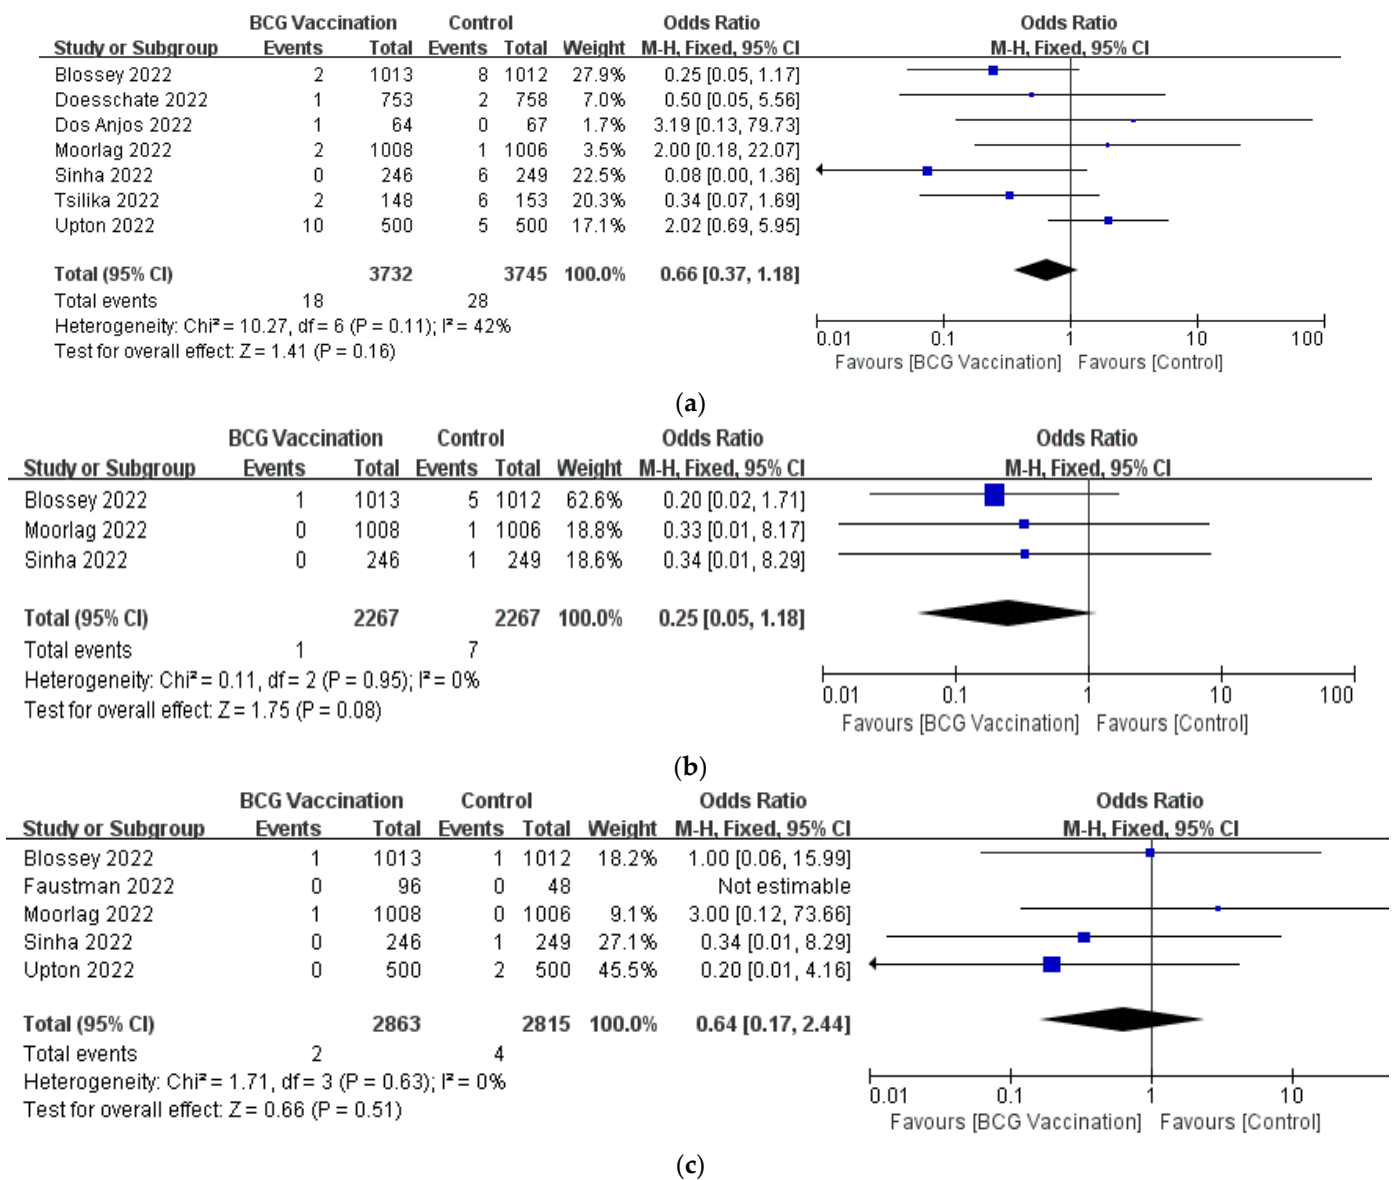 BCG Vaccination Control Odds Ratio Odds Ratio
Study or Subgroup Events Total Events Total Weight M-H, Fixed, 95% CI M-H, Fixed, 95% CI
Blossey 2022 2 1013 8 1012 27.9% 0.25 [0.05, 1.17]
Doesschate 2022 1 753 2 758 7.0% 0.50 [0.05, 5.56]
Dos Anjos 2022 1 64 0 67 1.7% 3.19 [0.13, 79.73]
Moorlag 2022 2 1008 1 1006 3.5% 2.00 [0.18, 22.07]
Sinha 2022 0 246 6 249 22.5% 0.08 [0.00, 1.36]
Tsilika 2022 2 148 6 153 20.3% 0.34 [0.07, 1.69]
Upton 2022 10 500 5 500 17.1% 2.02 [0.69, 5.95]
Total (95% CI) 3732 3745 100.0% 0.66 [0.37, 1.18]
Total events 18 28
Heterogeneity: Chi² = 10.27, df = 6 (P = 0.11); I² = 42%
Test for overall effect: Z = 1.41 (P = 0.16)
0.01 0.1 1 10 100
Favours [BCG Vaccination] Favours [Control]
(a)
BCG Vaccination Control Odds Ratio Odds Ratio
Study or Subgroup Events Total Events Total Weight M-H, Fixed, 95% CI M-H, Fixed, 95% CI
Blossey 2022 1 1013 5 1012 62.6% 0.20 [0.02, 1.71]
Moorlag 2022 0 1008 1 1006 18.8% 0.33 [0.01, 8.17]
Sinha 2022 0 246 1 249 18.6% 0.34 [0.01, 8.29]
Total (95% CI) 2267 2267 100.0% 0.25 [0.05, 1.18]
Total events 1 7
Heterogeneity: Chi² = 0.11, df = 2 (P = 0.95); I² = 0%
Test for overall effect: Z = 1.75 (P = 0.08)
0.01 0.1 1 10 100
Favours [BCG Vaccination] Favours [Control]
(b)
BCG Vaccination Control Odds Ratio Odds Ratio
Study or Subgroup Events Total Events Total Weight M-H, Fixed, 95% CI M-H, Fixed, 95% CI
Blossey 2022 1 1013 1 1012 18.2% 1.00 [0.06, 15.99]
Faustman 2022 0 96 0 48 Not estimable
Moorlag 2022 1 1008 0 1006 9.1% 3.00 [0.12, 73.66]
Sinha 2022 0 246 1 249 27.1% 0.34 [0.01, 8.29]
Upton 2022 0 500 2 500 45.5% 0.20 [0.01, 4.16]
Total (95% CI) 2863 2815 100.0% 0.64 [0.17, 2.44]
Total events 2 4
Heterogeneity: Chi² = 1.71, df = 3 (P = 0.63); I² = 0%
Test for overall effect: Z = 0.66 (P = 0.51)
0.01 0.1 1 10
Favours [BCG Vaccination] Favours [Control]
(c)